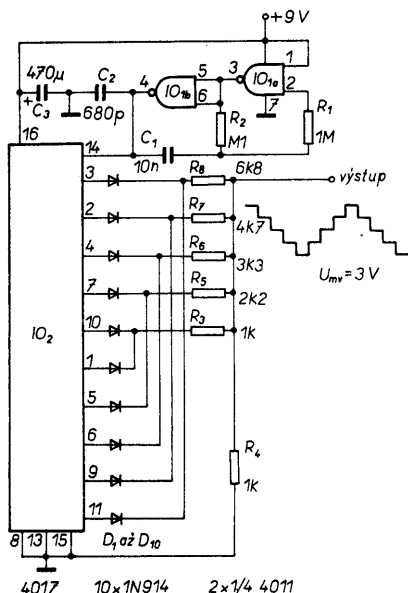 +9V
470µ
C₂
4
IO1b
5
6
3
IO1a
1
2
+
C₃
680p
7
R₁
1M
16
R₂
M1
14
C₁
10n
3
R₈
6k8
výstup
2
R₇
4k7
4
R₆
3k3
7
R₅
2k2
Umv = 3V
IO₂
10
R₃
1k
1
5
6
9
R₄
1k
11
D₁ až D₁₀
8 13 15
4017 10×1N914 2×1/4 4011